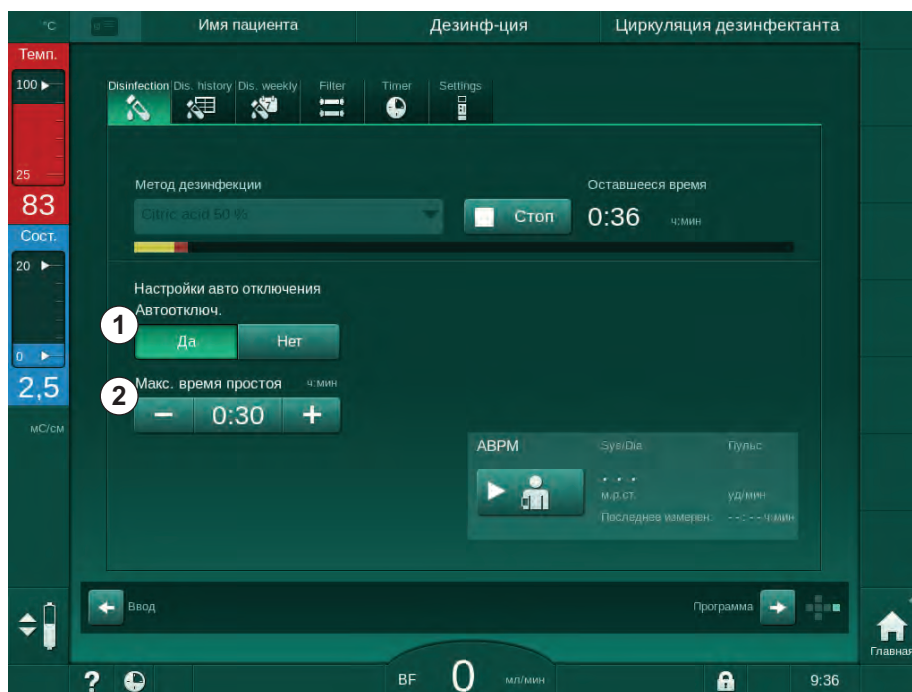 °C Имя пациента Дезинф-ция Циркуляция дезинфектанта
Темп.
100
25
83
Сост.
20
0
2,5
мС/см
Disinfection Dis. history Dis. weekly Filter Timer Settings
7
Метод дезинфекции
Citric acid 50 %
Стоп
Оставшееся время
0:36 ч:мин
Настройки авто отключения
Автоотключ.
1
Да Нет
2
Макс. время простоя ч:мин
− 0:30 +
ABPM Sys/Dia Пульс
м.р.ст. уд/мин
Последнее измерен. --:-- ч:мин
Ввод
Программа
Главная
? BF 0 мл/мин 9:36